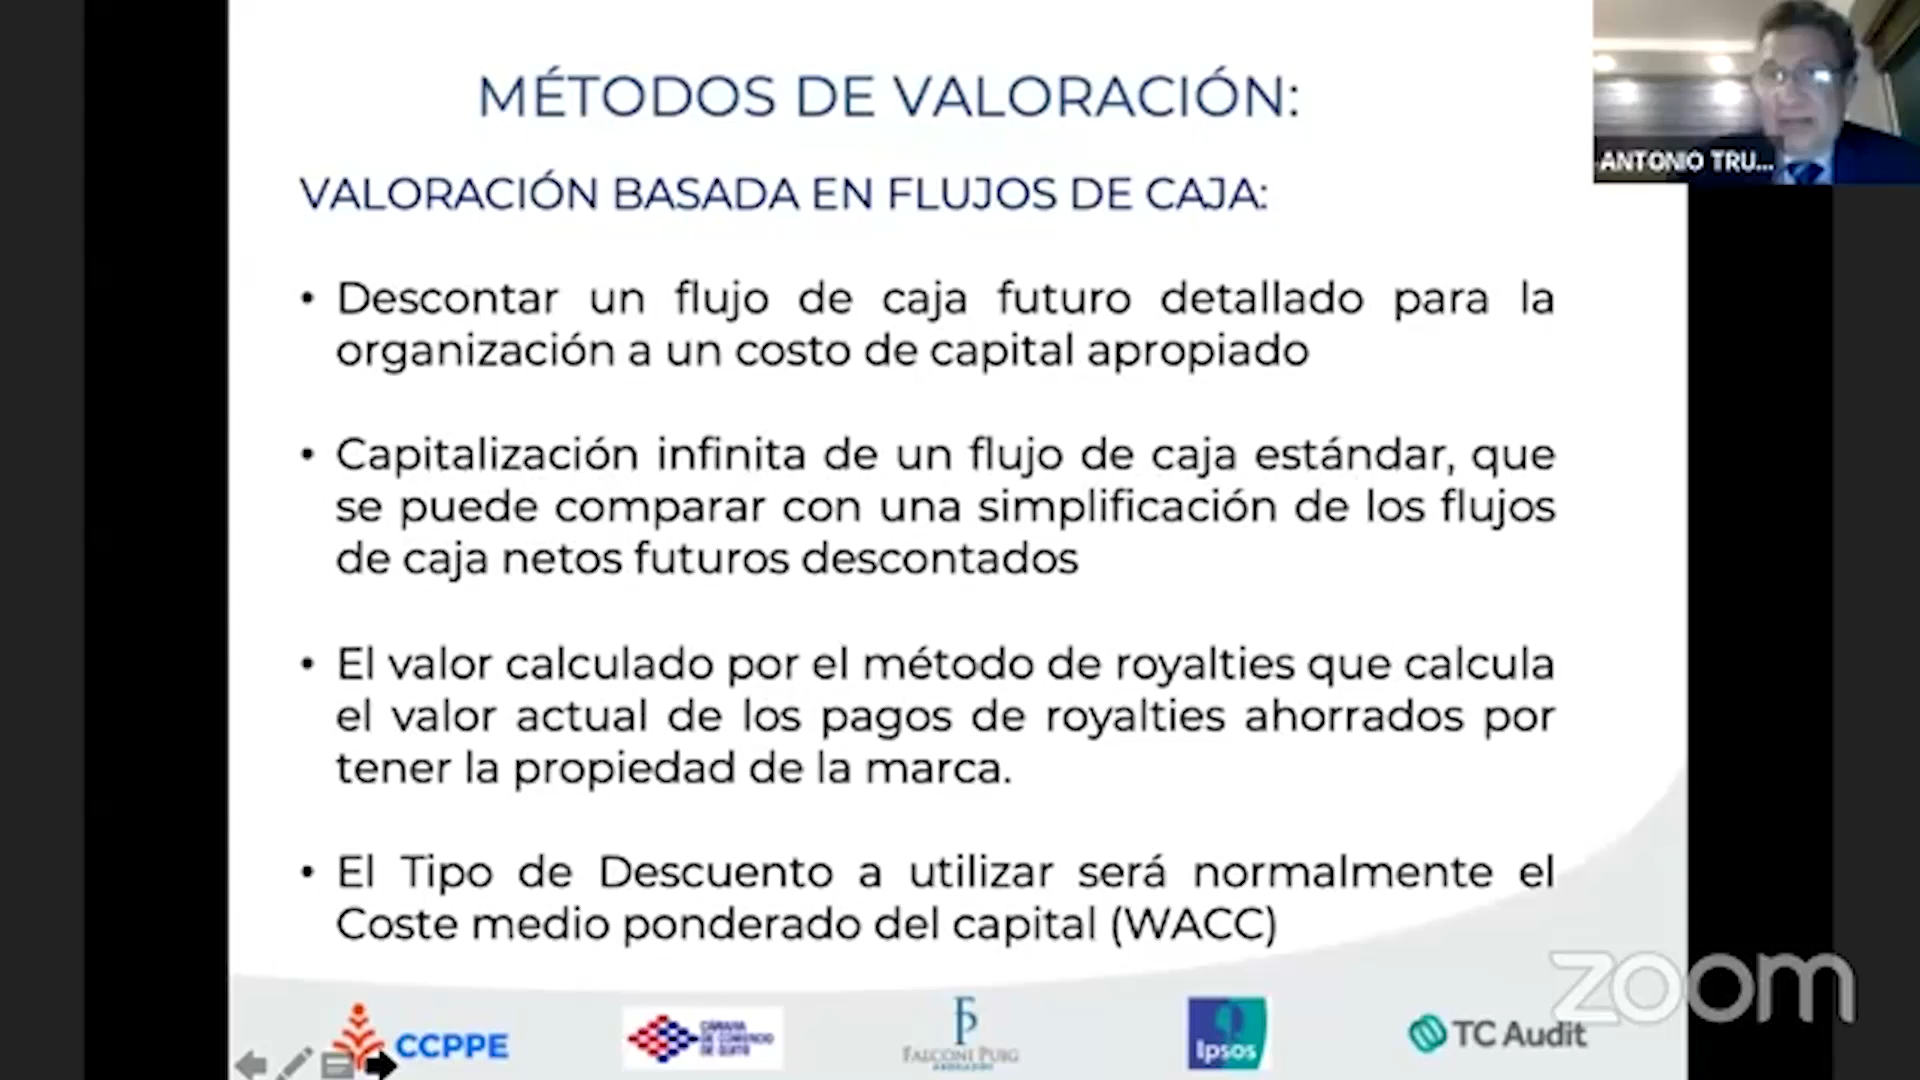 MÉTODOS DE VALORACIÓN:
ANTONIO TRU...
VALORACIÓN BASADA EN FLUJOS DE CAJA:
• Descontar un flujo de caja futuro detallado para la
organización a un costo de capital apropiado
• Capitalización infinita de un flujo de caja estándar, que
se puede comparar con una simplificación de los flujos
de caja netos futuros descontados
• El valor calculado por el método de royalties que calcula
el valor actual de los pagos de royalties ahorrados por
tener la propiedad de la marca.
• El Tipo de Descuento a utilizar será normalmente el
Coste medio ponderado del capital (WACC)
zoom
CCPPE
CÁMARA
DE COMERCIO
DE QUITO
FP
FALCONI PUIG
ABOGADOS
Ipsos
TC Audit